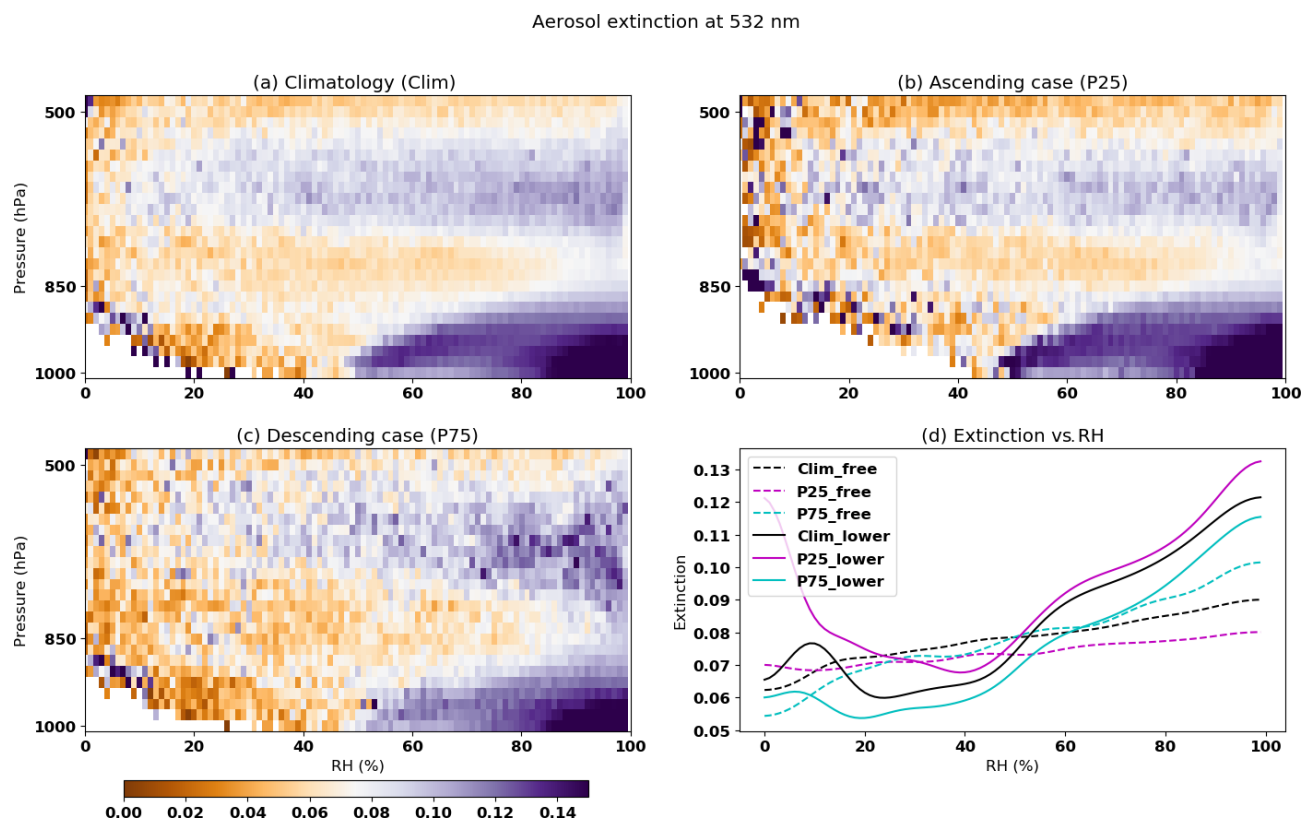 Aerosol extinction at 532 nm
(a) Climatology (Clim)
Pressure (hPa)
500
850
1000
0 20 40 60 80 100
(b) Ascending case (P25)
500
850
1000
0 20 40 60 80 100
(c) Descending case (P75)
Pressure (hPa)
500
850
1000
0 20 40 60 80 100
RH (%)
0.00 0.02 0.04 0.06 0.08 0.10 0.12 0.14
(d) Extinction vs. RH
Extinction
0.13
0.12
0.11
0.10
0.09
0.08
0.07
0.06
0.05
Clim_free
P25_free
P75_free
Clim_lower
P25_lower
P75_lower
0 20 40 60 80 100
RH (%)